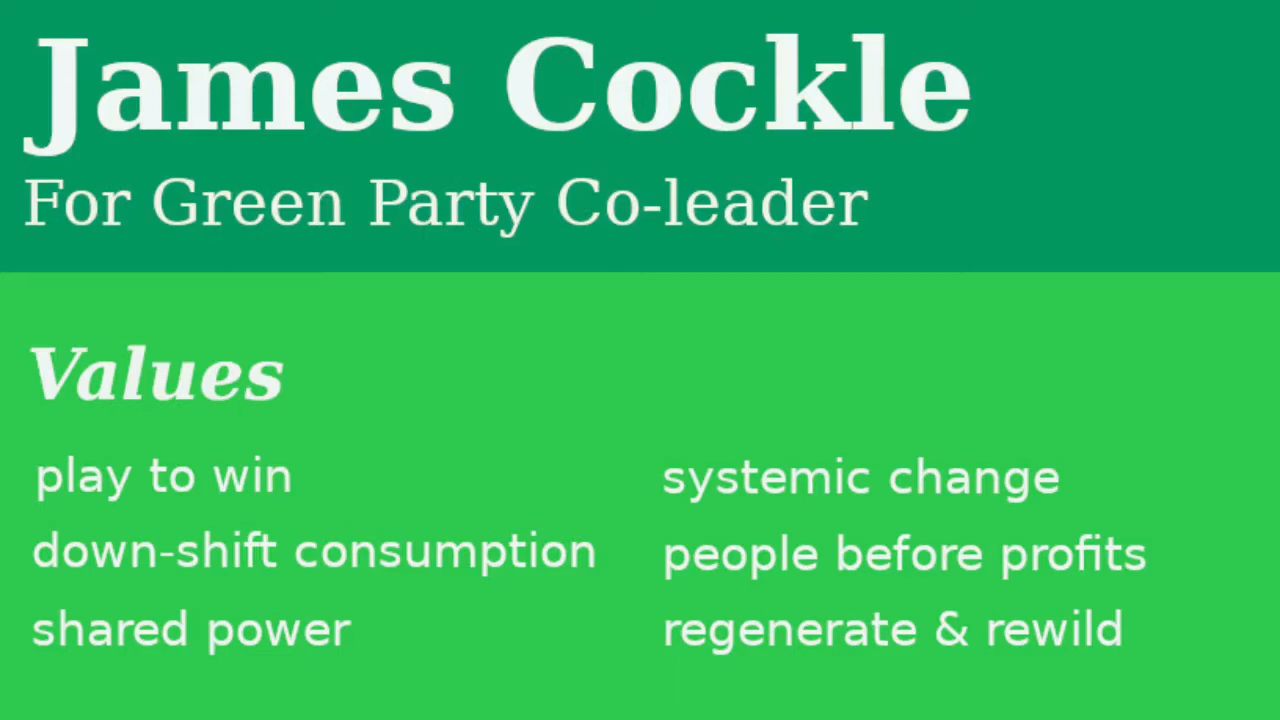 James Cockle
For Green Party Co-leader
Values
play to win
down-shift consumption
shared power
systemic change
people before profits
regenerate & rewild